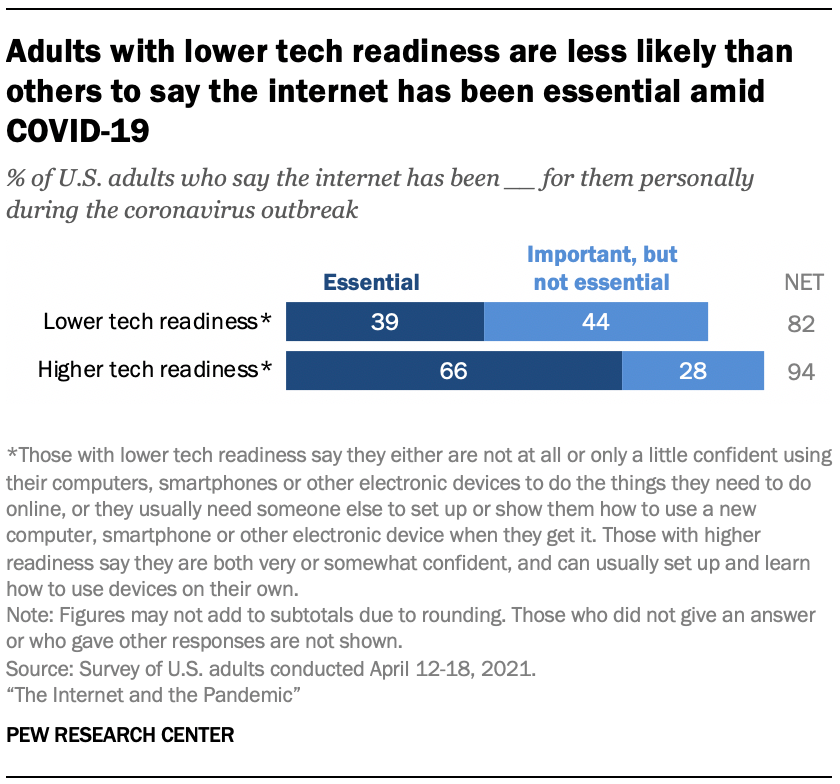 Adults with lower tech readiness are less likely than
others to say the internet has been essential amid
COVID-19
% of U.S. adults who say the internet has been __ for them personally
during the coronavirus outbreak
Essential
Important, but
not essential
NET
Lower tech readiness* 39 44 82
Higher tech readiness* 66 28 94
*Those with lower tech readiness say they either are not at all or only a little confident using
their computers, smartphones or other electronic devices to do the things they need to do
online, or they usually need someone else to set up or show them how to use a new
computer, smartphone or other electronic device when they get it. Those with higher
readiness say they are both very or somewhat confident, and can usually set up and learn
how to use devices on their own.
Note: Figures may not add to subtotals due to rounding. Those who did not give an answer
or who gave other responses are not shown.
Source: Survey of U.S. adults conducted April 12-18, 2021.
“The Internet and the Pandemic”
PEW RESEARCH CENTER